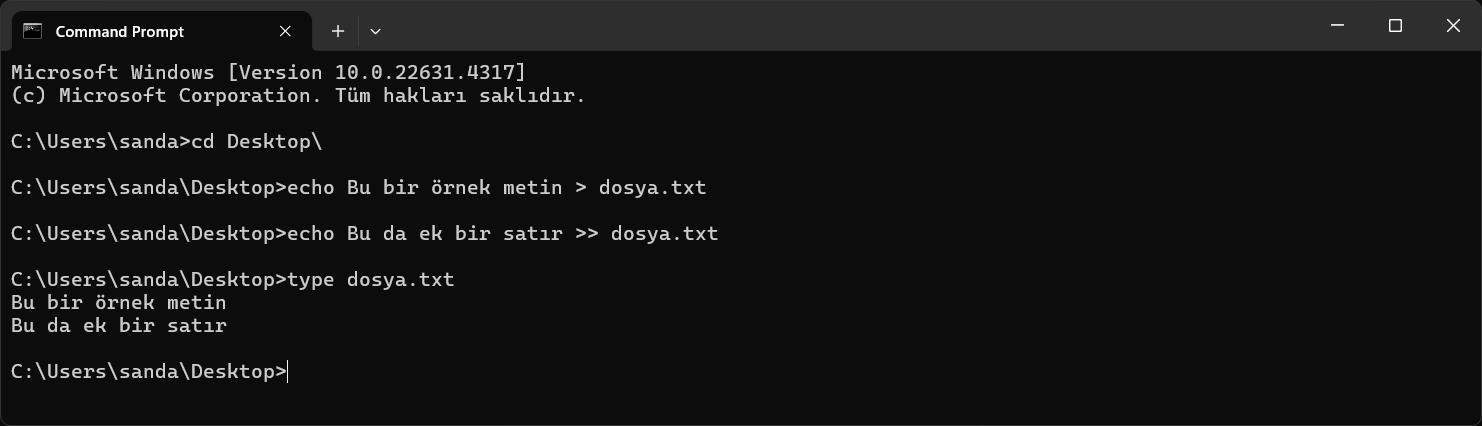 Command Prompt
Microsoft Windows [Version 10.0.22631.4317]
(c) Microsoft Corporation. Tüm hakları saklıdır.
C:\Users\sanda>cd Desktop\
C:\Users\sanda\Desktop>echo Bu bir örnek metin > dosya.txt
C:\Users\sanda\Desktop>echo Bu da ek bir satır >> dosya.txt
C:\Users\sanda\Desktop>type dosya.txt
Bu bir örnek metin
Bu da ek bir satır
C:\Users\sanda\Desktop>